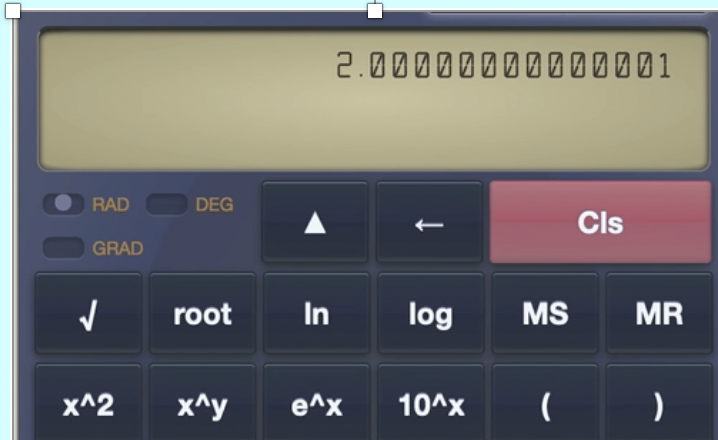 2.00000000000001
RAD DEG
▲ ← Cls
GRAD
√ root ln log MS MR
x^2 x^y e^x 10^x ( )